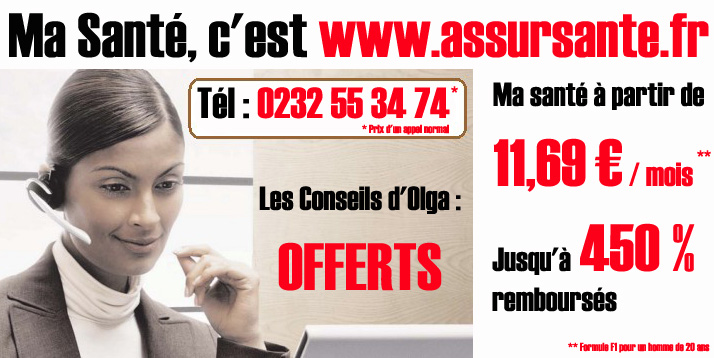 Ma Santé, c'est www.assursante.fr
Tél : 0232 55 34 74*
* Prix d'un appel normal
Les Conseils d'Olga :
OFFERTS
Ma santé à partir de
11,69 € / mois **
Jusqu'à 450 %
remboursés
** Formule F1 pour un homme de 20 ans